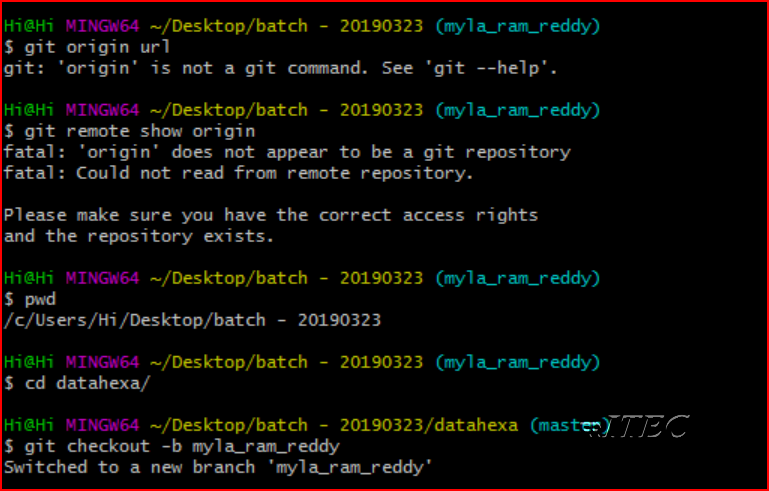 Hi@Hi MINGW64 ~/Desktop/batch - 20190323 (myla_ram_reddy)
$ git origin url
git: 'origin' is not a git command. See 'git --help'.
Hi@Hi MINGW64 ~/Desktop/batch - 20190323 (myla_ram_reddy)
$ git remote show origin
fatal: 'origin' does not appear to be a git repository
fatal: Could not read from remote repository.
Please make sure you have the correct access rights
and the repository exists.
Hi@Hi MINGW64 ~/Desktop/batch - 20190323 (myla_ram_reddy)
$ pwd
/c/Users/Hi/Desktop/batch - 20190323
Hi@Hi MINGW64 ~/Desktop/batch - 20190323 (myla_ram_reddy)
$ cd datahexa/
Hi@Hi MINGW64 ~/Desktop/batch - 20190323/datahexa (master)
$ git checkout -b myla_ram_reddy
Switched to a new branch 'myla_ram_reddy'